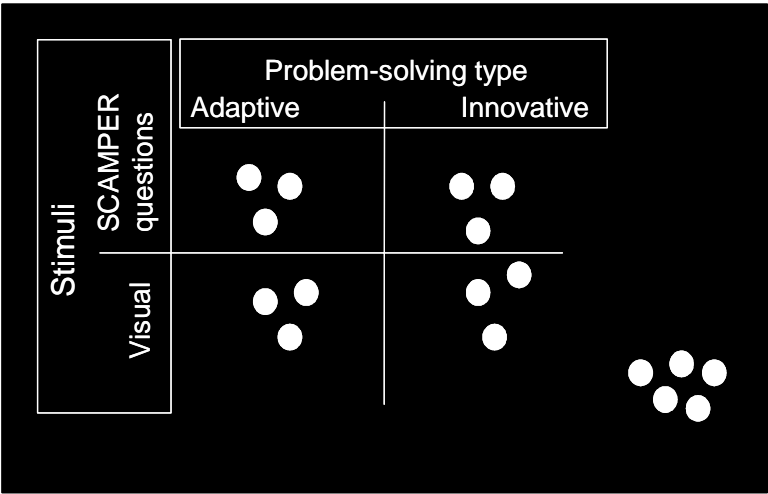 Problem-solving type
Adaptive Innovative
Stimuli
SCAMPER
questions
Visual